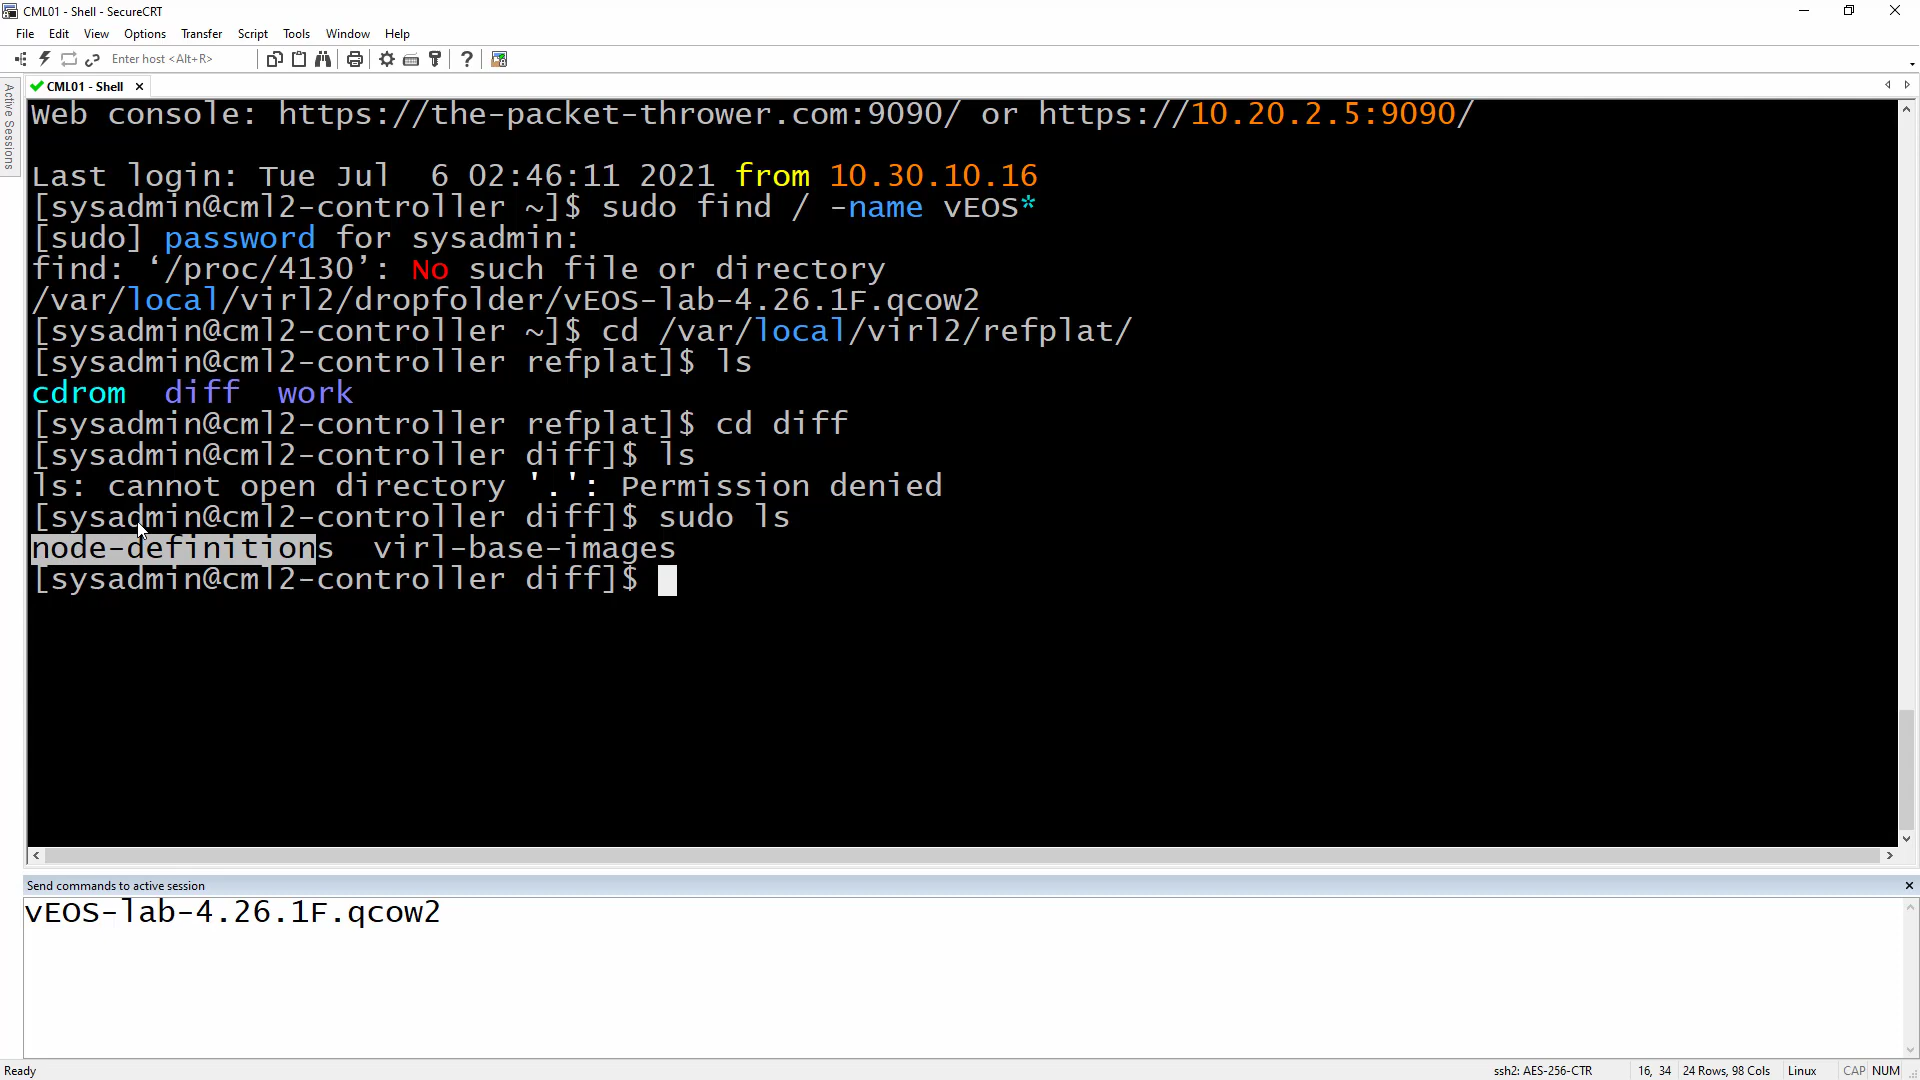 CML01 - Shell - SecureCRT
File Edit View Options Transfer Script Tools Window Help
Enter host <Alt+R>
Active Sessions
CML01 - Shell
Web console: https://the-packet-thrower.com:9090/ or https://10.20.2.5:9090/
Last login: Tue Jul  6 02:46:11 2021 from 10.30.10.16
[sysadmin@cml2-controller ~]$ sudo find / -name vEOS*
[sudo] password for sysadmin:
find: ‘/proc/4130’: No such file or directory
/var/local/virl2/dropfolder/vEOS-lab-4.26.1F.qcow2
[sysadmin@cml2-controller ~]$ cd /var/local/virl2/refplat/
[sysadmin@cml2-controller refplat]$ ls
cdrom  diff  work
[sysadmin@cml2-controller refplat]$ cd diff
[sysadmin@cml2-controller diff]$ ls
ls: cannot open directory '.': Permission denied
[sysadmin@cml2-controller diff]$ sudo ls
node-definitions  virl-base-images
[sysadmin@cml2-controller diff]$
Send commands to active session
vEOS-lab-4.26.1F.qcow2
Ready ssh2: AES-256-CTR 16, 34 24 Rows, 98 Cols Linux CAP NUM